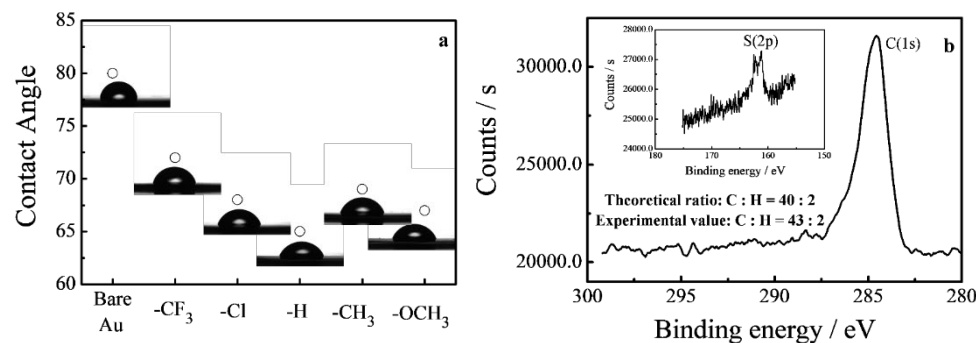 a
Contact Angle
85
80
75
70
65
60
Bare
Au
-CF₃
-Cl
-H
-CH₃
-OCH₃
b
C(1s)
Counts / s
30000.0
25000.0
20000.0
S(2p)
Counts / s
28000.0
27000.0
26000.0
25000.0
24000.0
180
170
160
150
Binding energy / eV
Theoretical ratio: C : H = 40 : 2
Experimental value: C : H = 43 : 2
300
295
290
285
280
Binding energy / eV